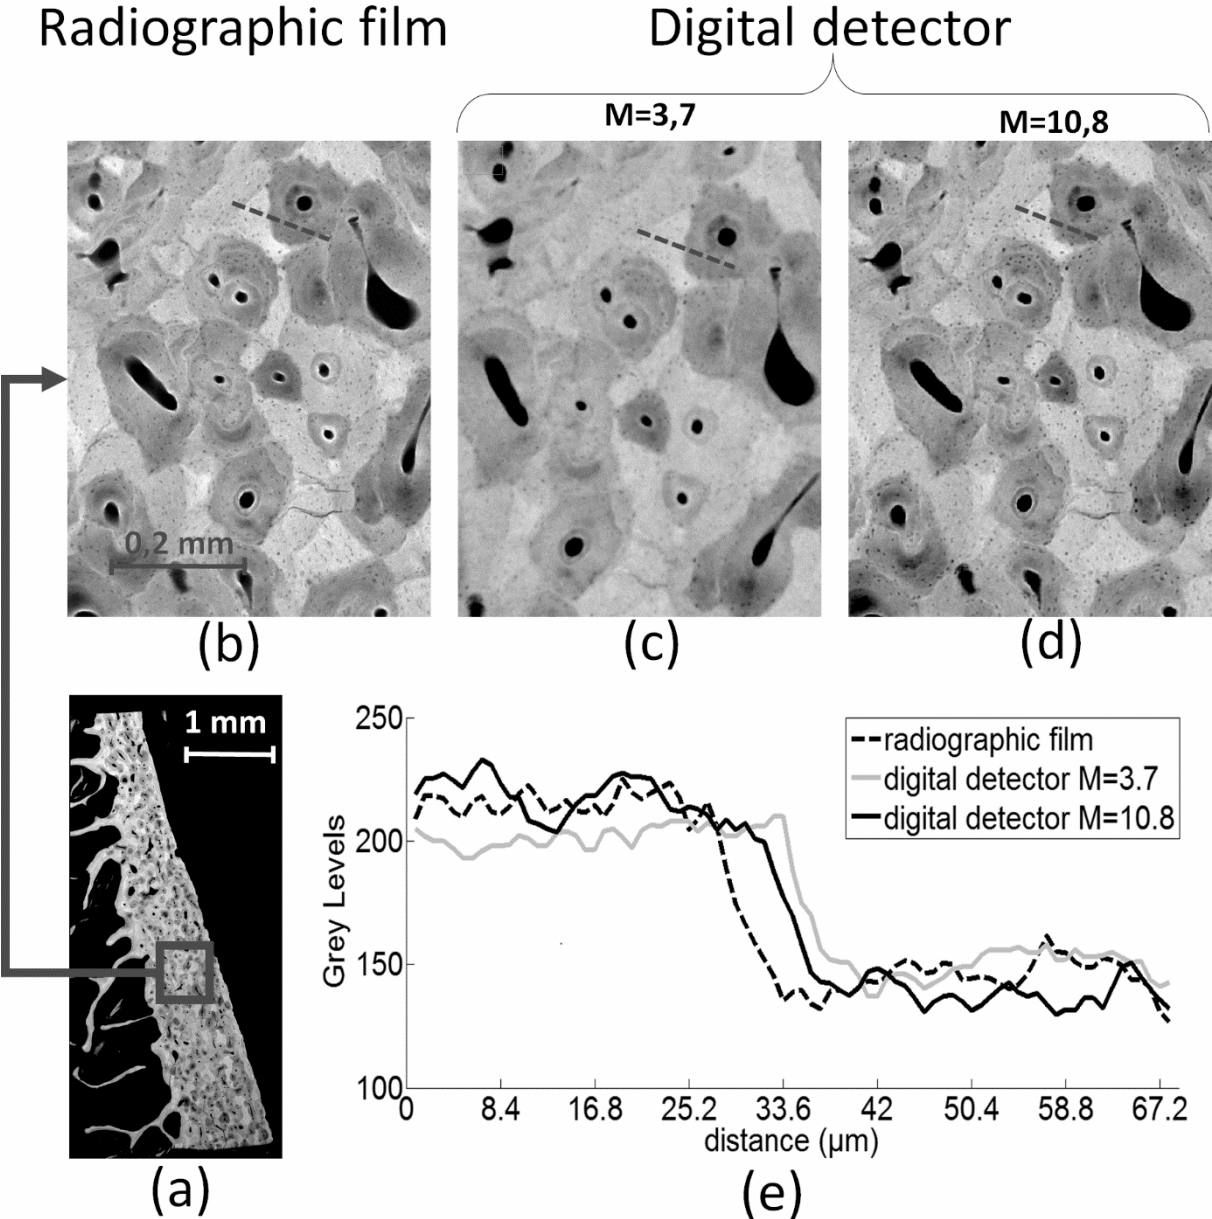 Radiographic film
Digital detector
M=3,7
M=10,8
0,2 mm
(b)
(c)
(d)
1 mm
(a)
250
200
150
100
Grey Levels
0 8.4 16.8 25.2 33.6 42 50.4 58.8 67.2
distance (µm)
radiographic film
digital detector M=3.7
digital detector M=10.8
(e)